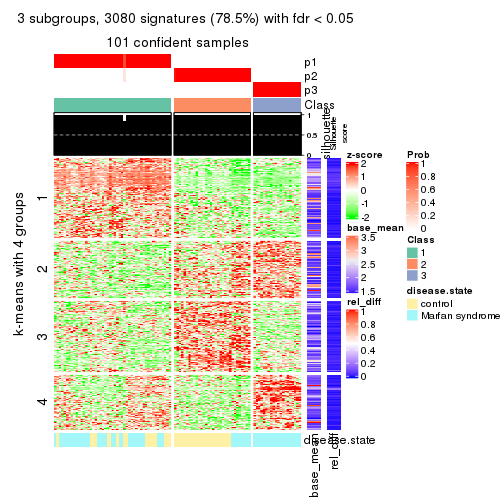 3 subgroups, 3080 signatures (78.5%) with fdr < 0.05
101 confident samples
p1
p2
p3
Class
1
0.5
0
silhouette
Silhouette
score
k-means with 4 groups
1
2
3
4
base_mean
rel_diff
disease.state
z-score
2
1
0
-1
-2
base_mean
3.5
3
2.5
2
1.5
rel_diff
1
0.8
0.6
0.4
0.2
0
Prob
1
0.8
0.6
0.4
0.2
0
Class
1
2
3
disease.state
control
Marfan syndrome